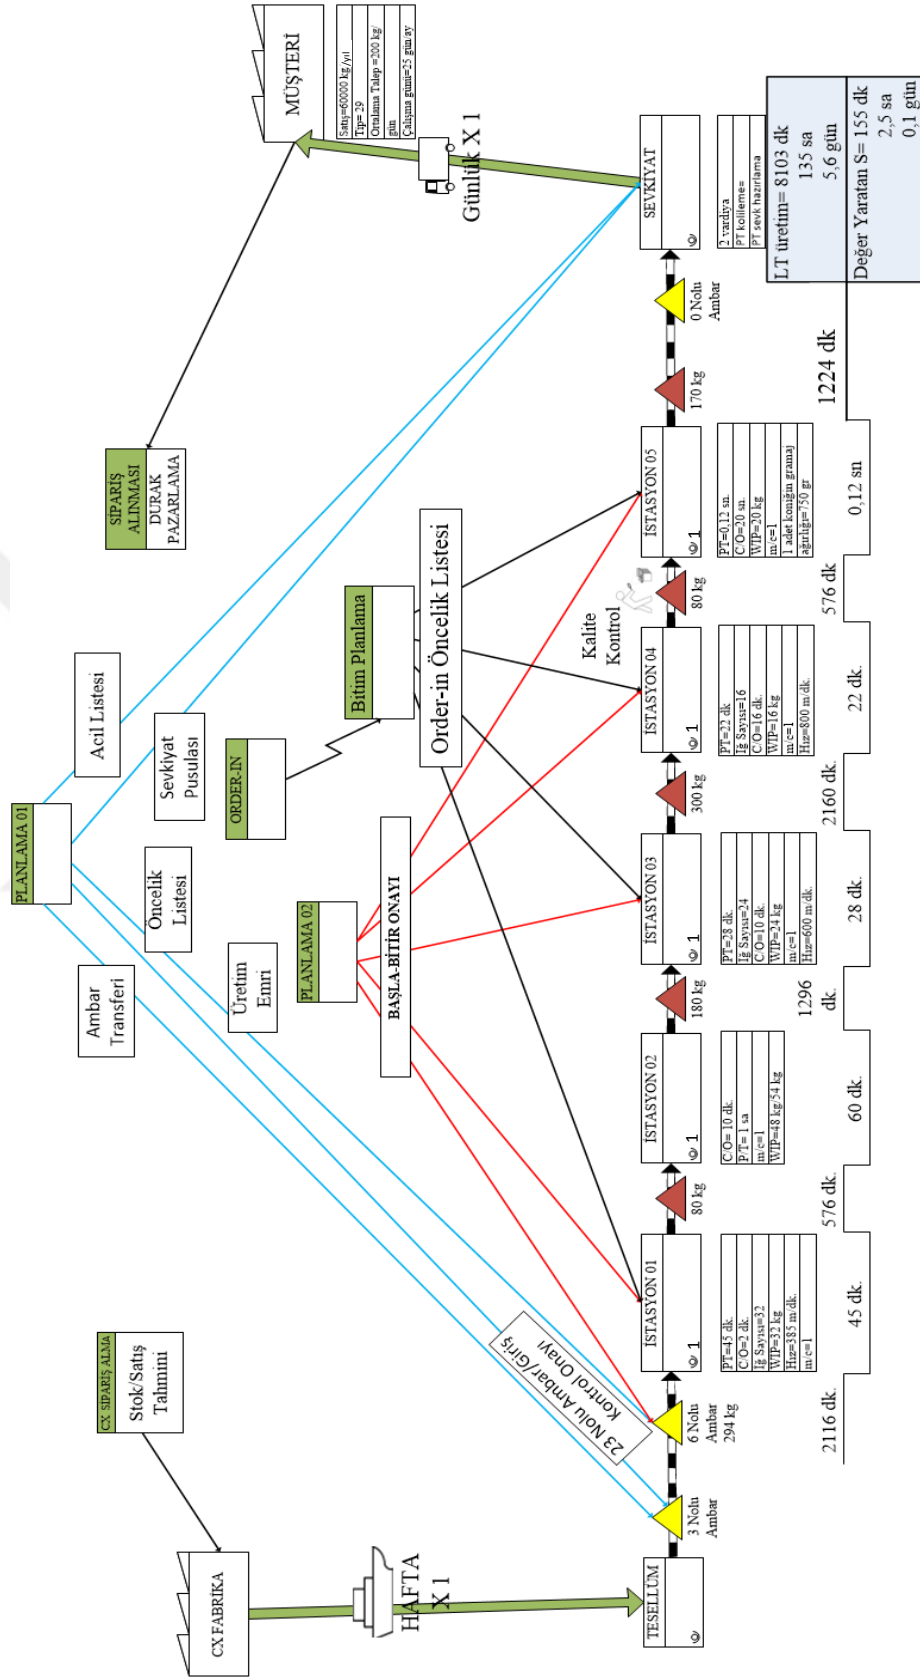 CX FABRIKA
HAFTA
X 1
CX SİPARİŞ ALMA
Stok/Satış
Tahmini
PLANLAMA 01
Ambar
Transferi
Öncelik
Listesi
Üretim
Emri
Acil Listesi
Sevkiyat
Pusulası
PLANLAMA 02
BAŞLA-BİTİR ONAYI
ORDER-IN
Bitim Planlama
Order-in Öncelik Listesi
SİPARİŞ
ALINMASI
DURAK
PAZARLAMA
MÜŞTERİ
Satış=60000 kg/yıl
Tip= 29
Ortalama Talep =200 kg/
gün
Çalışma günü=25 gün/ay
Günlük X 1
23 Nolu Ambar/Giriş
Kontrol Onayı
Kalite
Kontrol
TESELLÜM
3 Nolu
Ambar
6 Nolu
Ambar
294 kg
İSTASYON 01
1
PT=45 dk.
C/O=2 dk.
İğ Sayısı=32
WIP=32 kg
Hız=385 m/dk.
m/c=1
80 kg
İSTASYON 02
1
C/O= 10 dk.
P/T= 1 sa
m/c=1
WIP=48 kg/54 kg
180 kg
İSTASYON 03
1
PT=28 dk.
İğ Sayısı=24
C/O=10 dk.
WIP=24 kg
m/c=1
Hız=600 m/dk.
300 kg
İSTASYON 04
1
PT=22 dk
İğ Sayısı=16
C/O=16 dk.
WIP=16 kg
m/c=1
Hız=800 m/dk.
80 kg
İSTASYON 05
1
PT=0,12 sn.
C/O=20 sn.
WIP=20 kg
m/c=1
1 adet koniğin gramaj
ağırlığı=750 gr
170 kg
0 Nolu
Ambar
SEVKİYAT
2 vardiya
PT kolileme=
PT sevk hazırlama
2116 dk.
45 dk.
576 dk.
60 dk.
1296
dk.
28 dk.
2160 dk.
22 dk.
576 dk
0,12 sn
1224 dk
LT üretim= 8103 dk
135 sa
5,6 gün
Değer Yaratan S= 155 dk
2,5 sa
0,1 gün